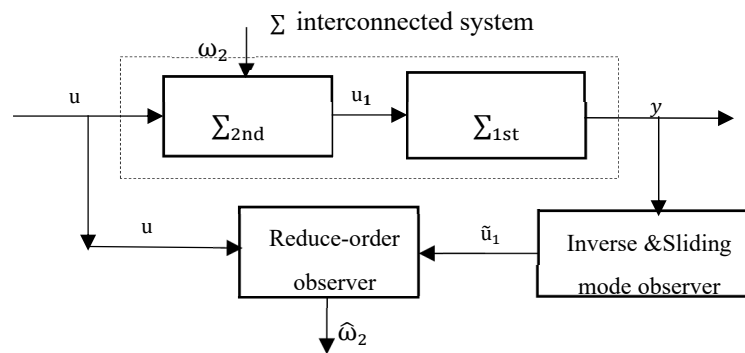 ∑ interconnected system
ω₂
u
u₁
y
∑2nd
∑1st
u
ũ₁
Reduce-order
observer
Inverse &Sliding
mode observer
ω̂₂